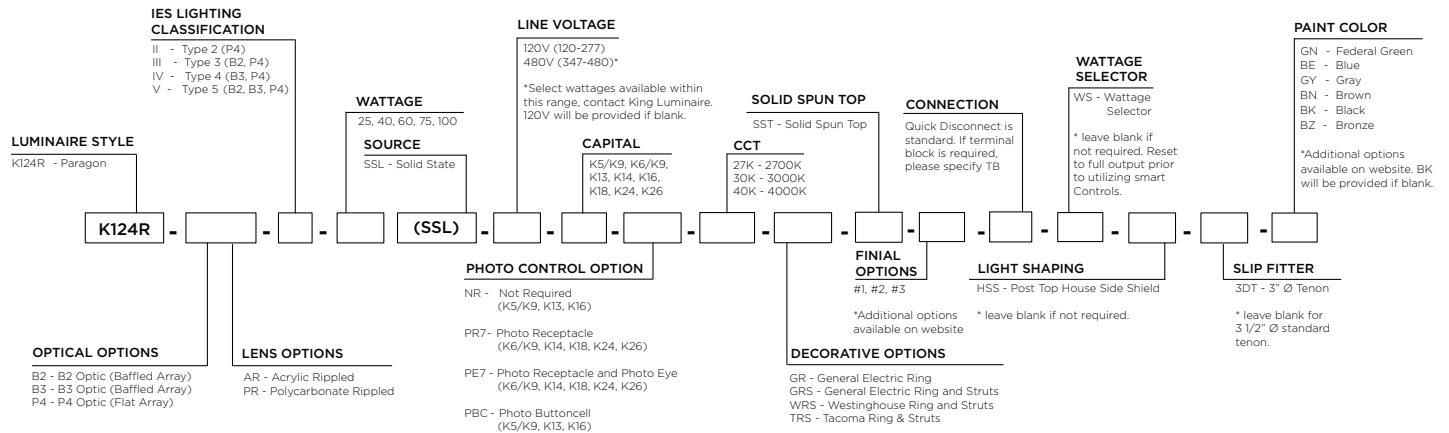 IES LIGHTING
CLASSIFICATION
II - Type 2 (P4)
III - Type 3 (B2, P4)
IV - Type 4 (B3, P4)
V - Type 5 (B2, B3, P4)
LINE VOLTAGE
120V (120-277)
480V (347-480)*
*Select wattages available within
this range, contact King Luminaire.
120V will be provided if blank.
PAINT COLOR
GN - Federal Green
BE - Blue
GY - Gray
BN - Brown
BK - Black
BZ - Bronze
*Additional options
available on website. BK
will be provided if blank.
WATTAGE
SELECTOR
WS - Wattage
Selector
* leave blank if
not required. Reset
to full output prior
to utilizing smart
Controls.
WATTAGE
25, 40, 60, 75, 100
SOLID SPUN TOP
SST - Solid Spun Top
CONNECTION
Quick Disconnect is
standard. If terminal
block is required,
please specify TB
LUMINAIRE STYLE
K124R - Paragon
SOURCE
SSL - Solid State
CAPITAL
K5/K9, K6/K9,
K13, K14, K16,
K18, K24, K26
CCT
27K - 2700K
30K - 3000K
40K - 4000K
K124R - - - (SSL) - - - - - - - - - - - -
PHOTO CONTROL OPTION
NR - Not Required
(K5/K9, K13, K16)
PR7- Photo Receptacle
(K6/K9, K14, K18, K24, K26)
PE7 - Photo Receptacle and Photo Eye
(K6/K9, K14, K18, K24, K26)
PBC - Photo Buttoncell
(K5/K9, K13, K16)
FINIAL
OPTIONS
#1, #2, #3
*Additional options
available on website
LIGHT SHAPING
HSS - Post Top House Side Shield
* leave blank if not required.
SLIP FITTER
3DT - 3" Ø Tenon
* leave blank for
3 1/2" Ø standard
tenon.
OPTICAL OPTIONS
B2 - B2 Optic (Baffled Array)
B3 - B3 Optic (Baffled Array)
P4 - P4 Optic (Flat Array)
LENS OPTIONS
AR - Acrylic Rippled
PR - Polycarbonate Rippled
DECORATIVE OPTIONS
GR - General Electric Ring
GRS - General Electric Ring and Struts
WRS - Westinghouse Ring and Struts
TRS - Tacoma Ring & Struts